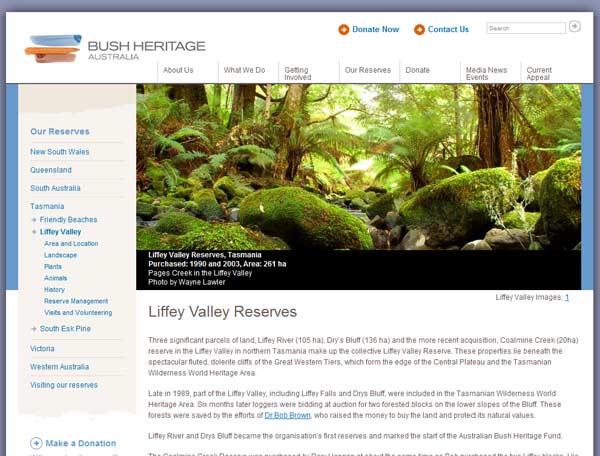 Donate Now
Contact Us
Search
BUSH HERITAGE
AUSTRALIA
About Us
What We Do
Getting
Involved
Our Reserves
Donate
Media News
Events
Current
Appeal
Our Reserves
New South Wales
Queensland
South Australia
Tasmania
Friendly Beaches
Liffey Valley
Area and Location
Landscape
Plants
Animals
History
Reserve Management
Visits and Volunteering
South Esk Pine
Victoria
Western Australia
Visiting our reserves
Make a Donation
Liffey Valley Reserves, Tasmania
Purchased: 1990 and 2003, Area: 261 ha
Pages Creek in the Liffey Valley
Photo by Wayne Lawler
Liffey Valley Images: 1
Liffey Valley Reserves
Three significant parcels of land, Liffey River (105 ha), Dry's Bluff (136 ha) and the more recent acquisition, Coalmine Creek (20ha)
reserve in the Liffey Valley in northern Tasmania make up the collective Liffey Valley Reserve. These properties lie beneath the
spectacular fluted, dolerite cliffs of the Great Western Tiers, which form the edge of the Central Plateau and the Tasmanian
Wilderness World Heritage Area.
Late in 1989, part of the Liffey Valley, including Liffey Falls and Drys Bluff, were included in the Tasmanian Wilderness World
Heritage Area. Six months later loggers were bidding at auction for two forested blocks on the lower slopes of the Bluff. These
forests were saved by the efforts of Dr Bob Brown, who raised the money to buy the land and protect its natural values.
Liffey River and Drys Bluff became the organisation's first reserves and marked the start of the Australian Bush Heritage Fund.